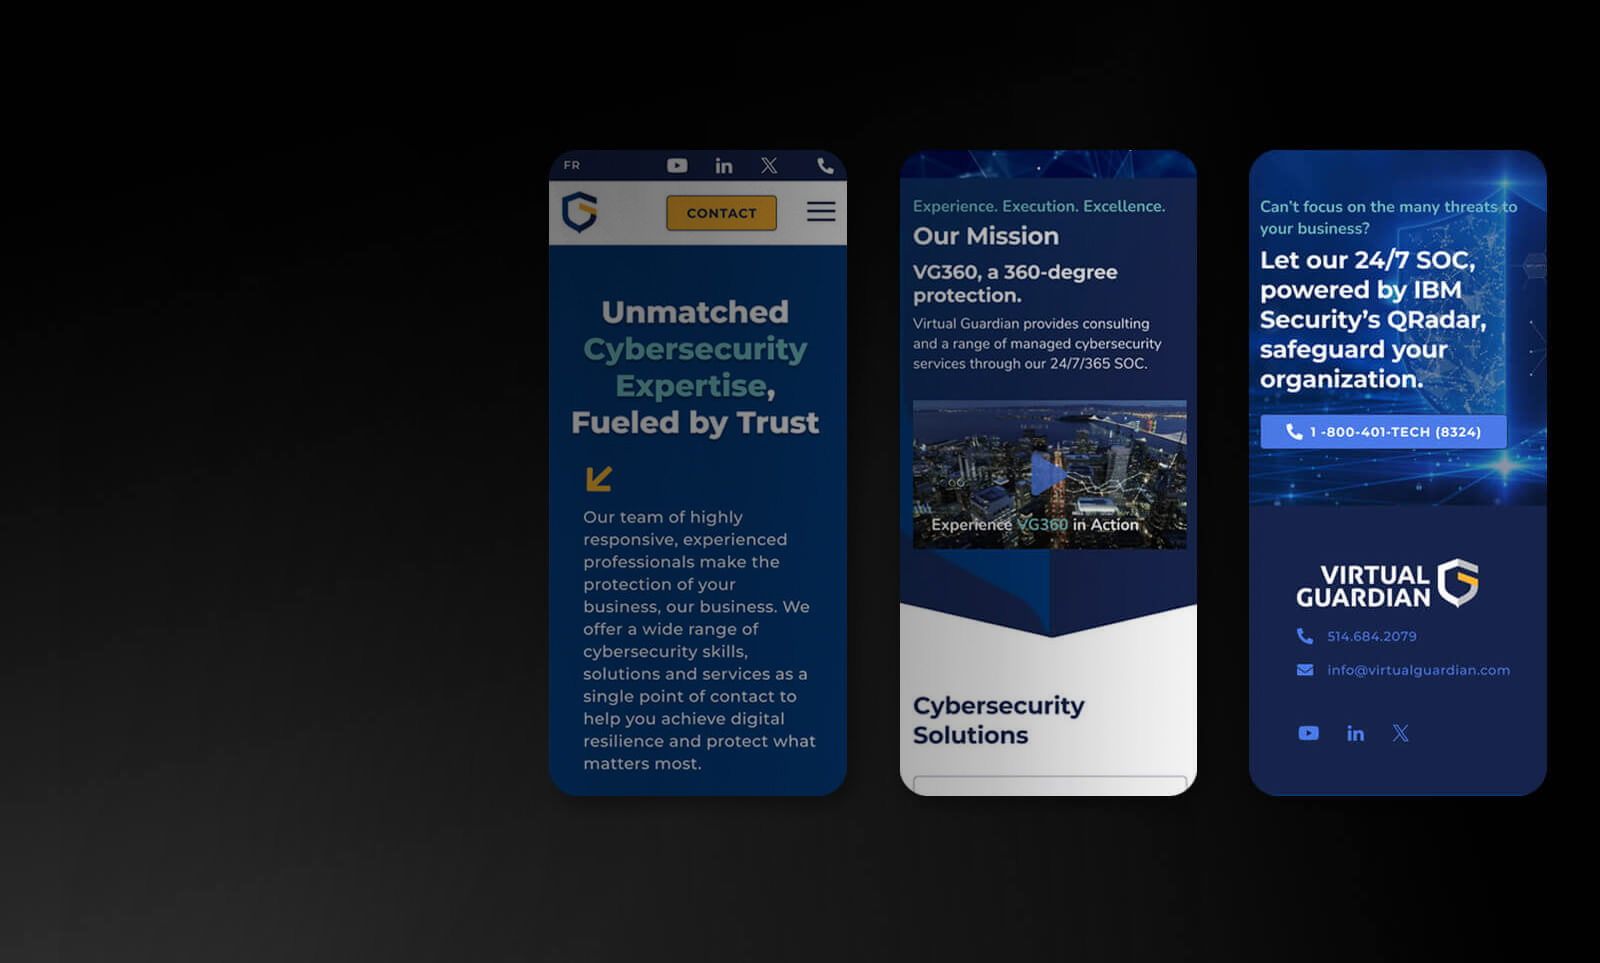 FR
CONTACT
Unmatched
Cybersecurity
Expertise,
Fueled by Trust
Our team of highly
responsive, experienced
professionals make the
protection of your
business, our business. We
offer a wide range of
cybersecurity skills,
solutions and services as a
single point of contact to
help you achieve digital
resilience and protect what
matters most.
Experience. Execution. Excellence.
Our Mission
VG360, a 360-degree
protection.
Virtual Guardian provides consulting
and a range of managed cybersecurity
services through our 24/7/365 SOC.
Experience VG360 in Action
Cybersecurity
Solutions
Can't focus on the many threats to
your business?
Let our 24/7 SOC,
powered by IBM
Security’s QRadar,
safeguard your
organization.
1 -800-401-TECH (8324)
VIRTUAL
GUARDIAN
514.684.2079
info@virtualguardian.com